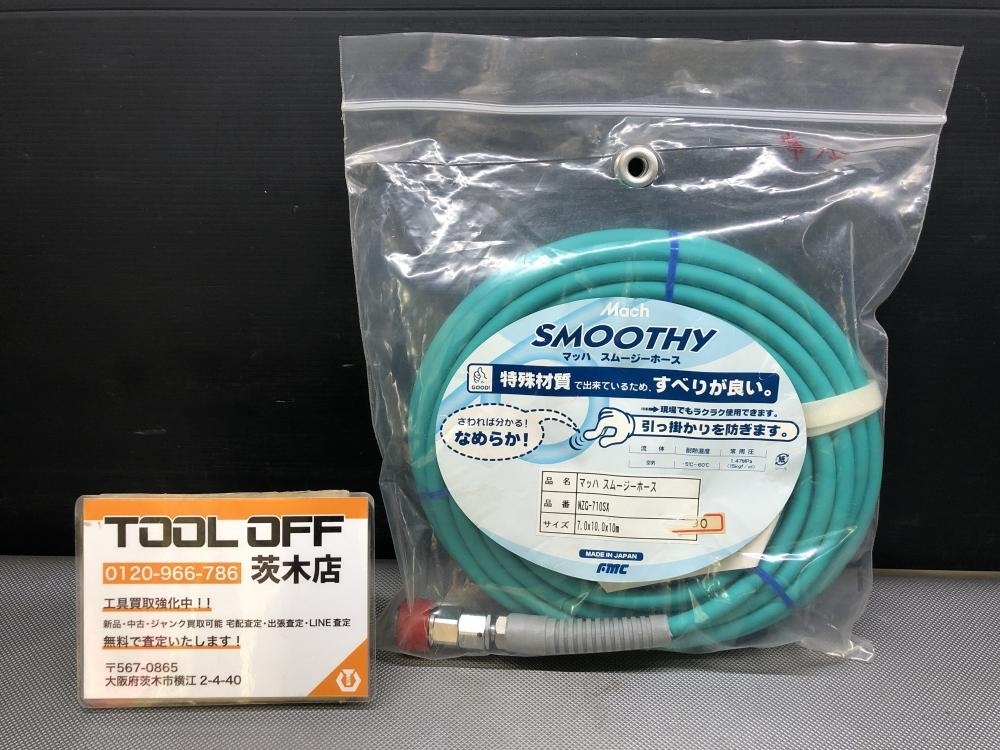 Mach
SMOOTHY
マッハ スムージーホース
GOOD!
特殊材質で出来ているため、すべりが良い。
現場でもラクラク使用できます。
引っ掛かりを防ぎます。
さわれば分かる!
なめらか!
流体 耐熱温度 常用圧
空気 -5℃~60℃ 1.47MPa
品名 マッハ スムージーホース
品番 NZG-710SA
サイズ 7.0x10.0x10m
MADE IN JAPAN
FMC
TOOL OFF
0120-966-786 茨木店
工具買取強化中!!
新品・中古・ジャンク買取可能 宅配査定・出張査定・LINE査定
無料で査定いたします!
〒567-0865
大阪府茨木市横江 2-4-40